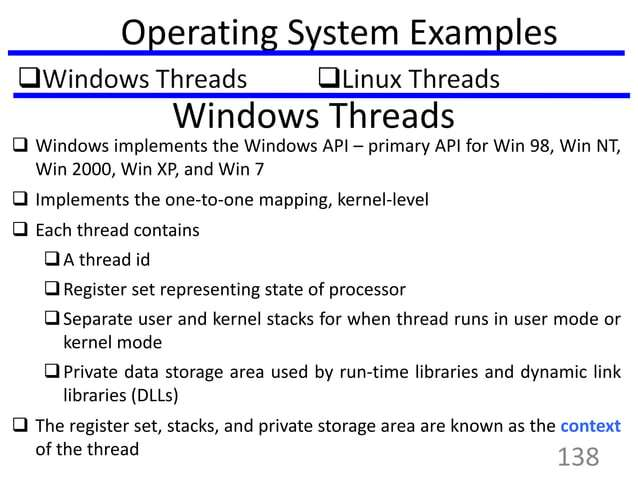 Operating System Examples
❑Windows Threads ❑Linux Threads
Windows Threads
❑ Windows implements the Windows API – primary API for Win 98, Win NT,
Win 2000, Win XP, and Win 7
❑ Implements the one-to-one mapping, kernel-level
❑ Each thread contains
❑A thread id
❑Register set representing state of processor
❑Separate user and kernel stacks for when thread runs in user mode or
kernel mode
❑Private data storage area used by run-time libraries and dynamic link
libraries (DLLs)
❑ The register set, stacks, and private storage area are known as the context
of the thread
138